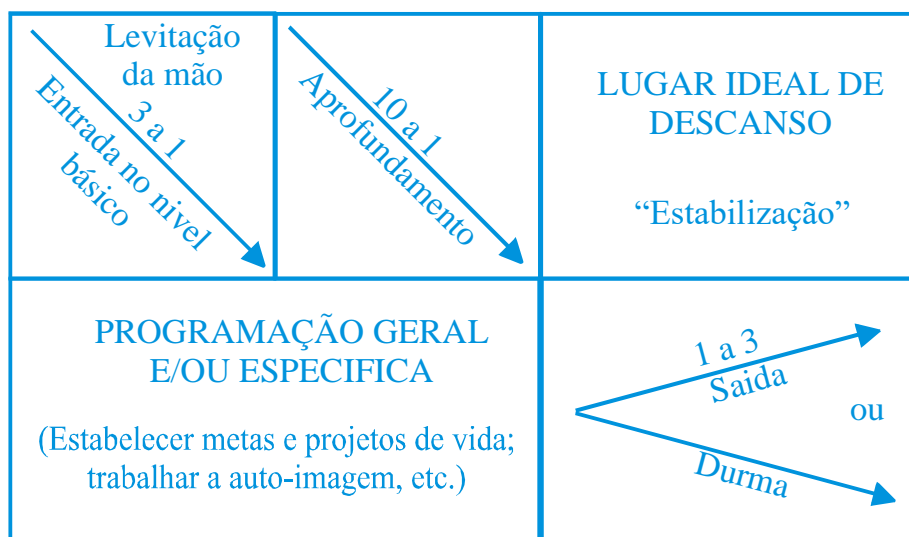 Levitação
da mão
3 a 1
Entrada no nivel
básico
10 a 1
Aprofundamento
LUGAR IDEAL DE
DESCANSO
“Estabilização”
PROGRAMAÇÃO GERAL
E/OU ESPECIFICA
(Estabelecer metas e projetos de vida;
trabalhar a auto-imagem, etc.)
1 a 3
Saida
ou
Durma